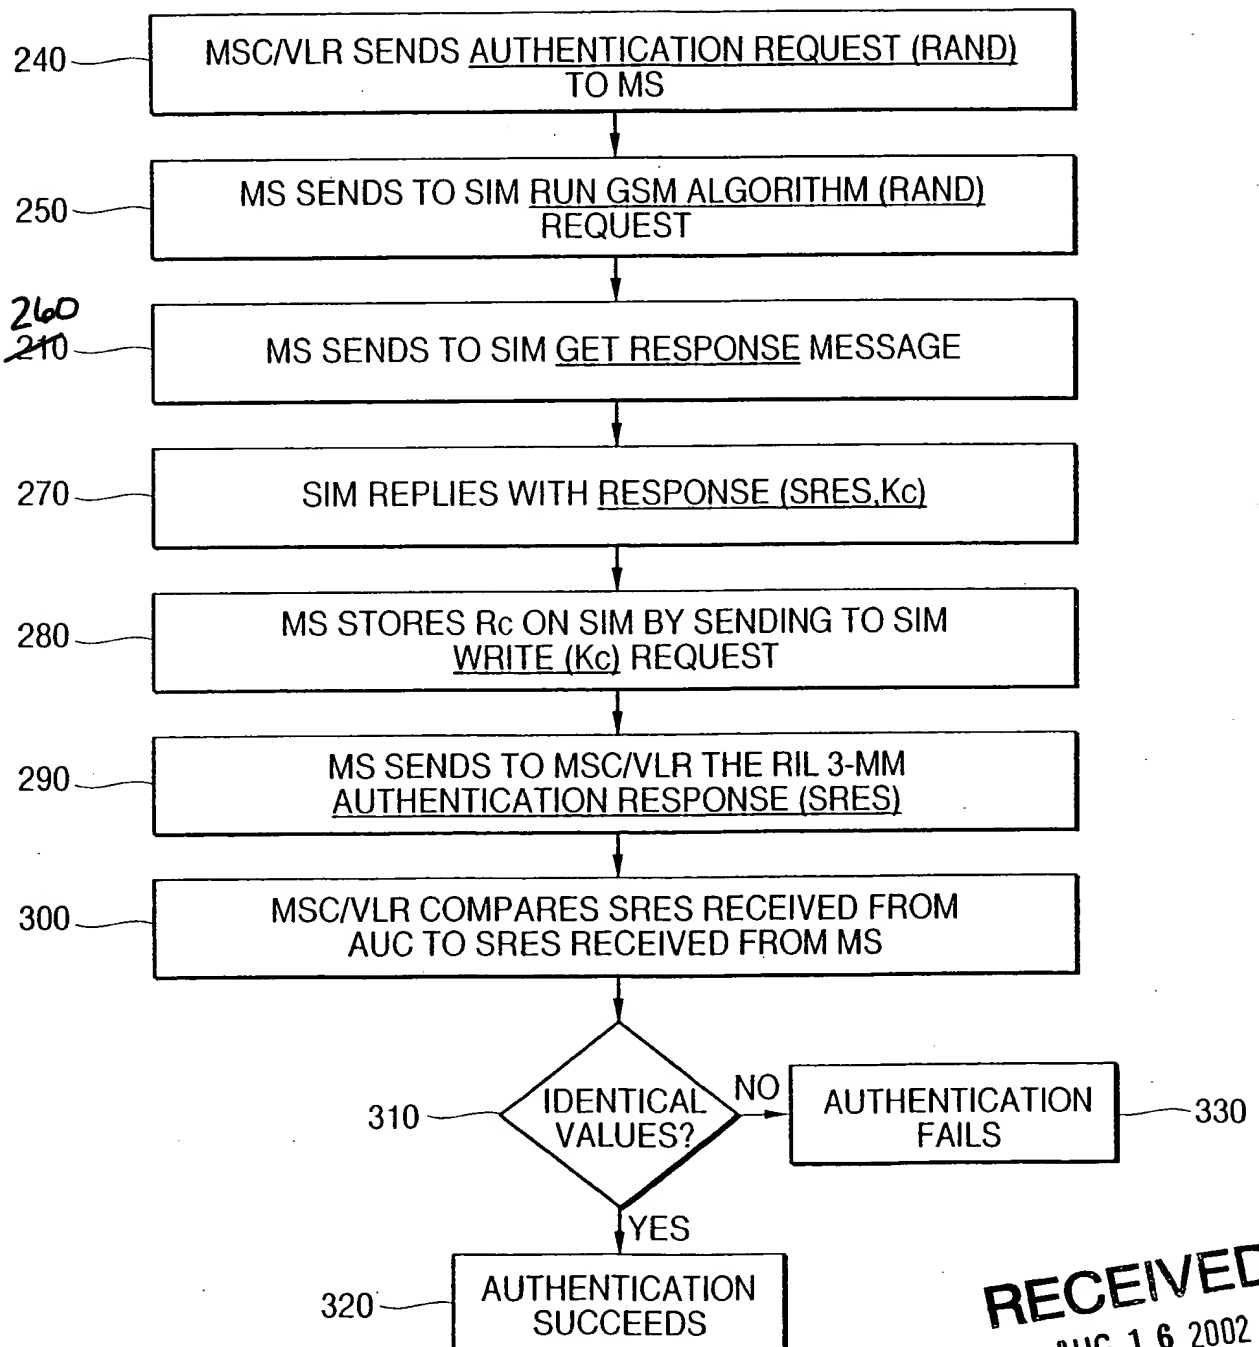 240
MSC/VLR SENDS AUTHENTICATION REQUEST (RAND)
TO MS
250
MS SENDS TO SIM RUN GSM ALGORITHM (RAND)
REQUEST
260
210
MS SENDS TO SIM GET RESPONSE MESSAGE
270
SIM REPLIES WITH RESPONSE (SRES,Kc)
280
MS STORES Rc ON SIM BY SENDING TO SIM
WRITE (Kc) REQUEST
290
MS SENDS TO MSC/VLR THE RIL 3-MM
AUTHENTICATION RESPONSE (SRES)
300
MSC/VLR COMPARES SRES RECEIVED FROM
AUC TO SRES RECEIVED FROM MS
310
IDENTICAL
VALUES?
NO
AUTHENTICATION
FAILS
330
YES
320
AUTHENTICATION
SUCCEEDS
RECEIVED
AUG 16 2002